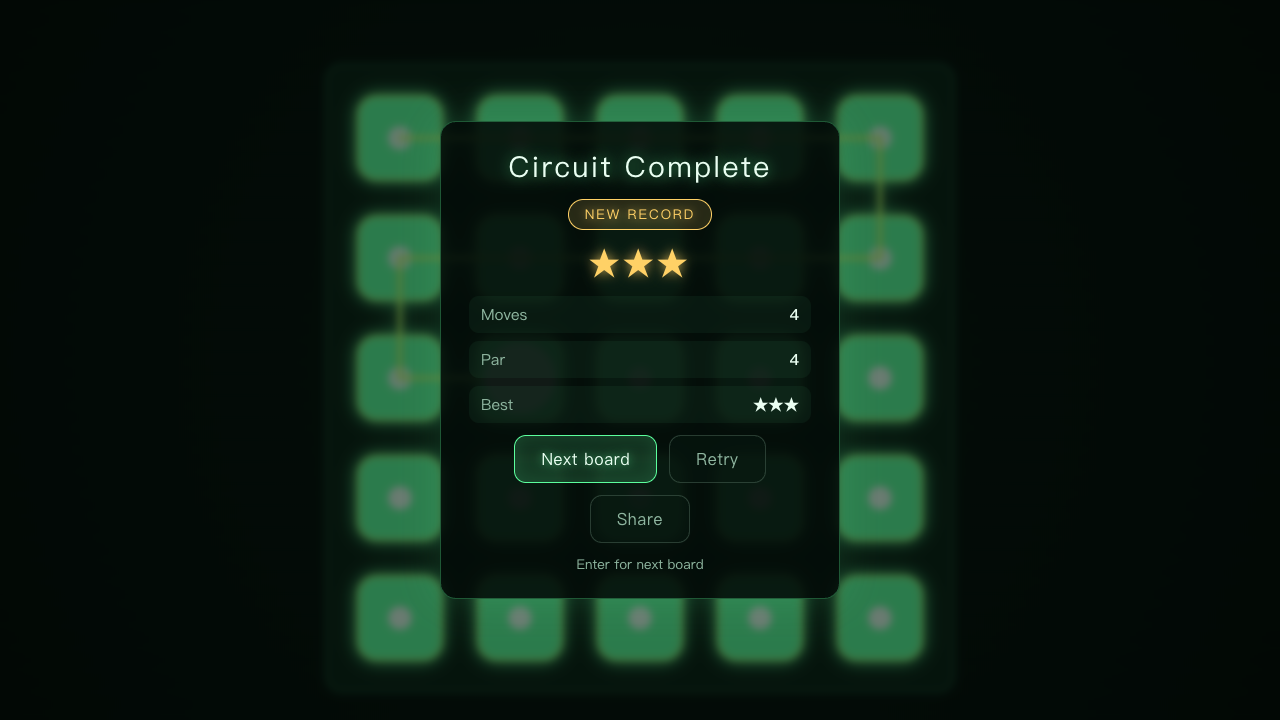 Circuit Complete
NEW RECORD
★★★
Moves 4
Par 4
Best ★★★
Next board Retry
Share
Enter for next board